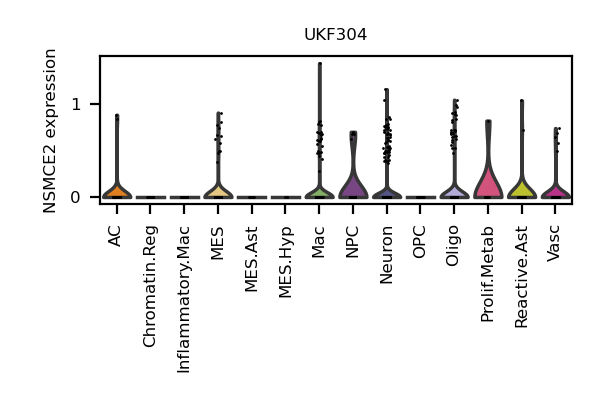 UKF304
NSMCE2 expression
1
0
AC
Chromatin.Reg
Inflammatory.Mac
MES
MES.Ast
MES.Hyp
Mac
NPC
Neuron
OPC
Oligo
Prolif.Metab
Reactive.Ast
Vasc